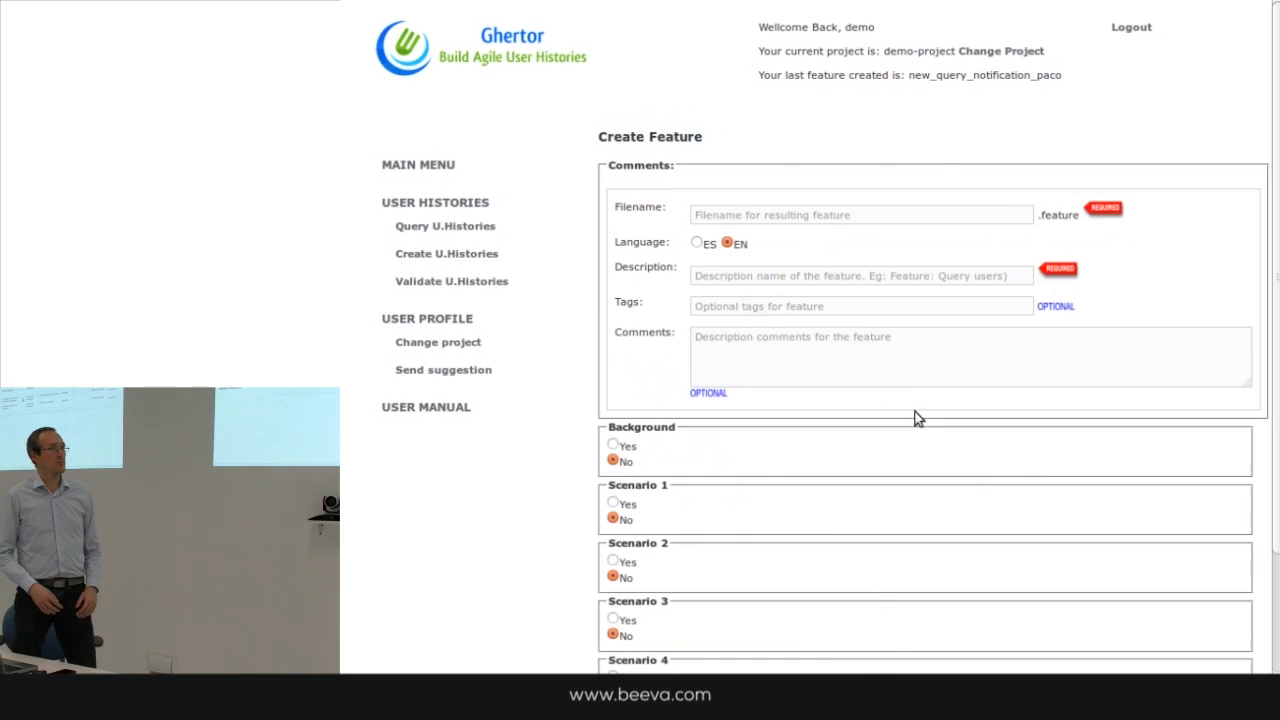 Ghertor
Build Agile User Histories
Wellcome Back, demo
Logout
Your current project is: demo-project Change Project
Your last feature created is: new_query_notification_paco
MAIN MENU
USER HISTORIES
Query U.Histories
Create U.Histories
Validate U.Histories
USER PROFILE
Change project
Send suggestion
USER MANUAL
Create Feature
Comments:
Filename: Filename for resulting feature .feature REQUIRED
Language: ES EN
Description: Description name of the feature. Eg: Feature: Query users) REQUIRED
Tags: Optional tags for feature OPTIONAL
Comments: Description comments for the feature
OPTIONAL
Background
Yes
No
Scenario 1
Yes
No
Scenario 2
Yes
No
Scenario 3
Yes
No
Scenario 4
www.beeva.com